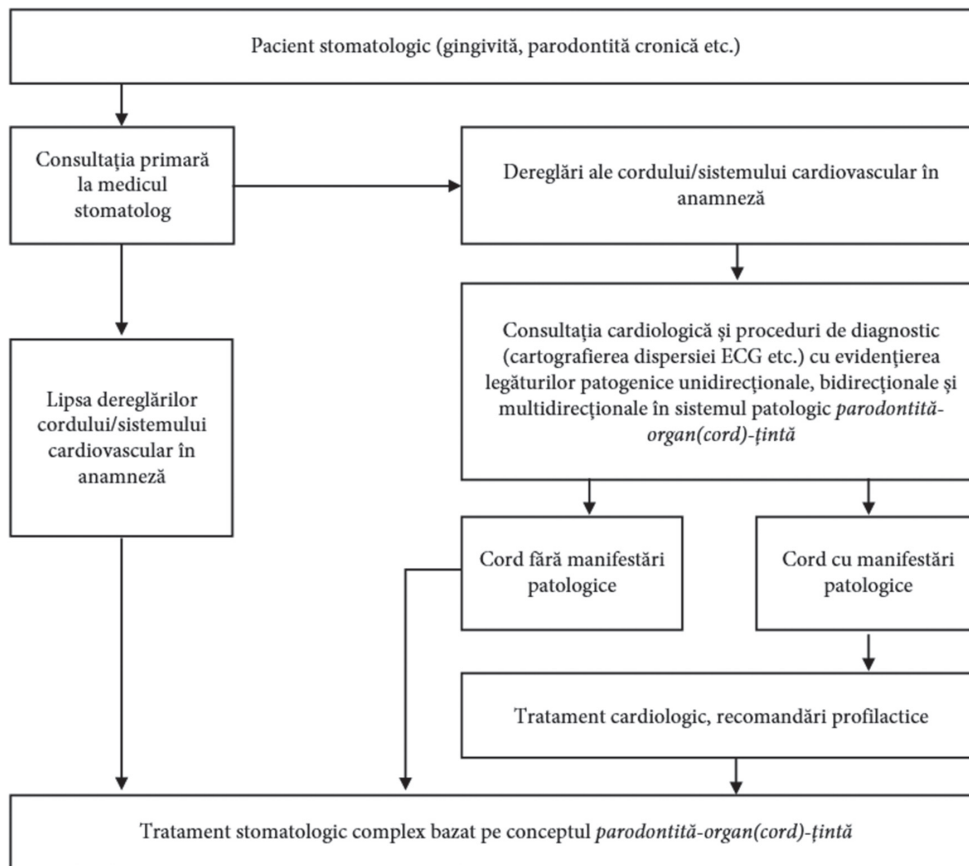 Pacient stomatologic (gingivită, parodontită cronică etc.)
Consultația primară
la medicul
stomatolog
Dereglări ale cordului/sistemului cardiovascular în
anamneză
Consultația cardiologică și proceduri de diagnostic
(cartografierea dispersiei ECG etc.) cu evidențierea
legăturilor patogenice unidirecționale, bidirecționale și
multidirecționale în sistemul patologic parodontită-
organ(cord)-țintă
Lipsa dereglărilor
cordului/sistemului
cardiovascular în
anamneză
Cord fără manifestări
patologice
Cord cu manifestări
patologice
Tratament cardiologic, recomandări profilactice
Tratament stomatologic complex bazat pe conceptul parodontită-organ(cord)-țintă